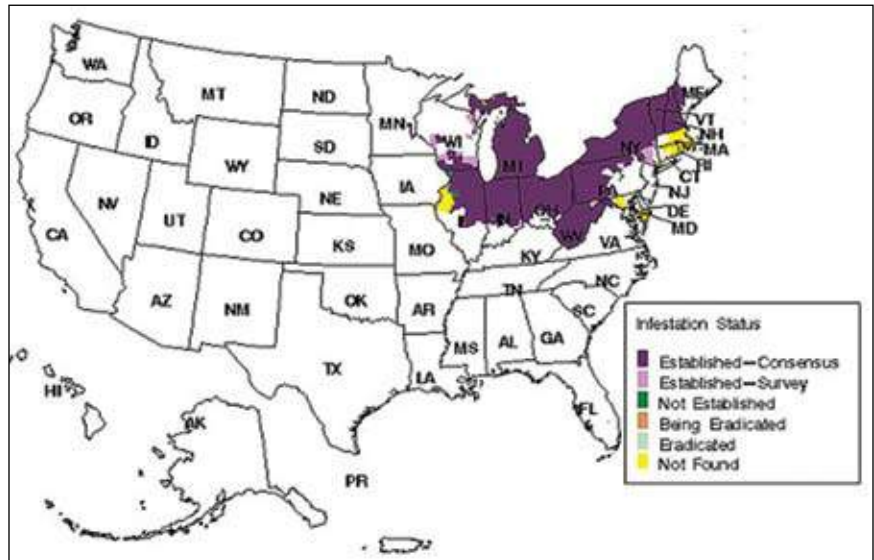 WA
MT
ND
MN
OR
ID
SD
WI
WY
MI
NY
ME
VT
NH
MA
RI
CT
NJ
DE
MD
NV
UT
NE
IA
IN
OH
PA
WV
CA
CO
KS
MO
KY
VA
AZ
NM
OK
AR
TN
NC
SC
TX
MS
AL
GA
LA
FL
HI
AK
PR
Infestation Status
Established—Consensus
Established—Survey
Not Established
Being Eradicated
Eradicated
Not Found